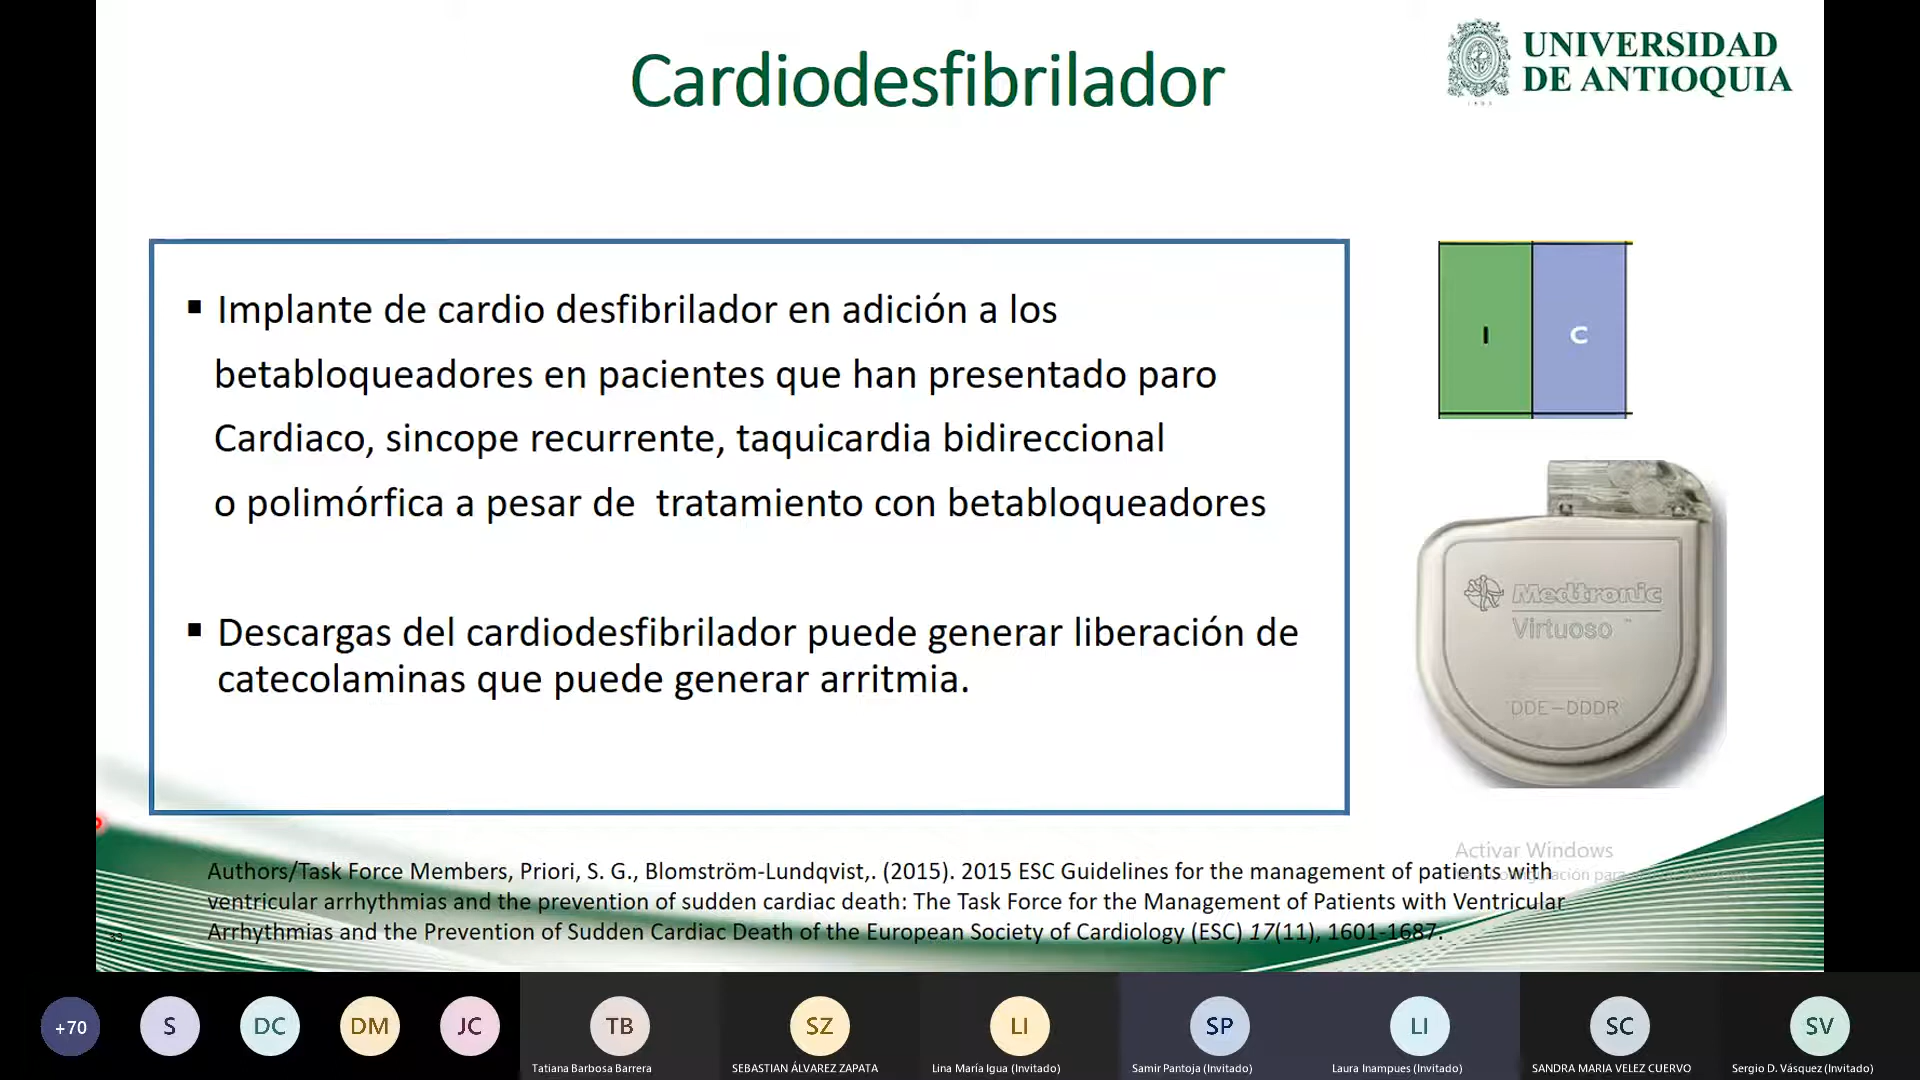 Cardiodesfibrilador
UNIVERSIDAD
DE ANTIOQUIA
1803
▪ Implante de cardio desfibrilador en adición a los
betabloqueadores en pacientes que han presentado paro
Cardiaco, sincope recurrente, taquicardia bidireccional
o polimórfica a pesar de tratamiento con betabloqueadores
▪ Descargas del cardiodesfibrilador puede generar liberación de
catecolaminas que puede generar arritmia.
I C
Medtronic
Virtuoso ™
DDE-DDDR
Activar Windows
Authors/Task Force Members, Priori, S. G., Blomström-Lundqvist,. (2015). 2015 ESC Guidelines for the management of patients with
ventricular arrhythmias and the prevention of sudden cardiac death: The Task Force for the Management of Patients with Ventricular
Arrhythmias and the Prevention of Sudden Cardiac Death of the European Society of Cardiology (ESC) 17(11), 1601-1687.
+70 S DC DM JC TB SZ LI SP LI SC SV
Tatiana Barbosa Barrera SEBASTIAN ÁLVAREZ ZAPATA Lina María Igua (Invitado) Samir Pantoja (Invitado) Laura Inampues (Invitado) SANDRA MARIA VELEZ CUERVO Sergio D. Vásquez (Invitado)